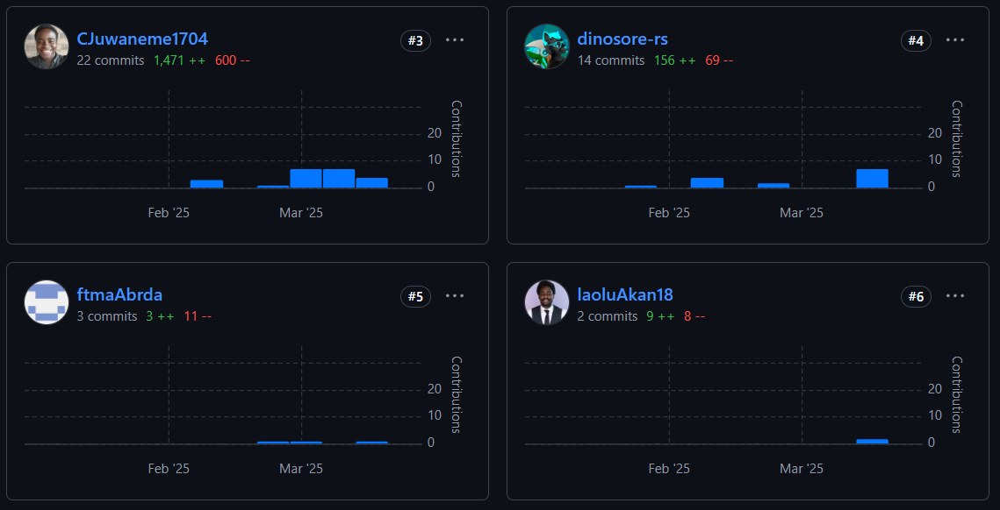 CJuwaneme1704
#3
22 commits 1,471 ++ 600 --
Contributions
20
10
0
Feb '25 Mar '25
dinosore-rs
#4
14 commits 156 ++ 69 --
Contributions
20
10
0
Feb '25 Mar '25
ftmaAbrda
#5
3 commits 3 ++ 11 --
Contributions
20
10
0
Feb '25 Mar '25
laoluAkan18
#6
2 commits 9 ++ 8 --
Contributions
20
10
0
Feb '25 Mar '25